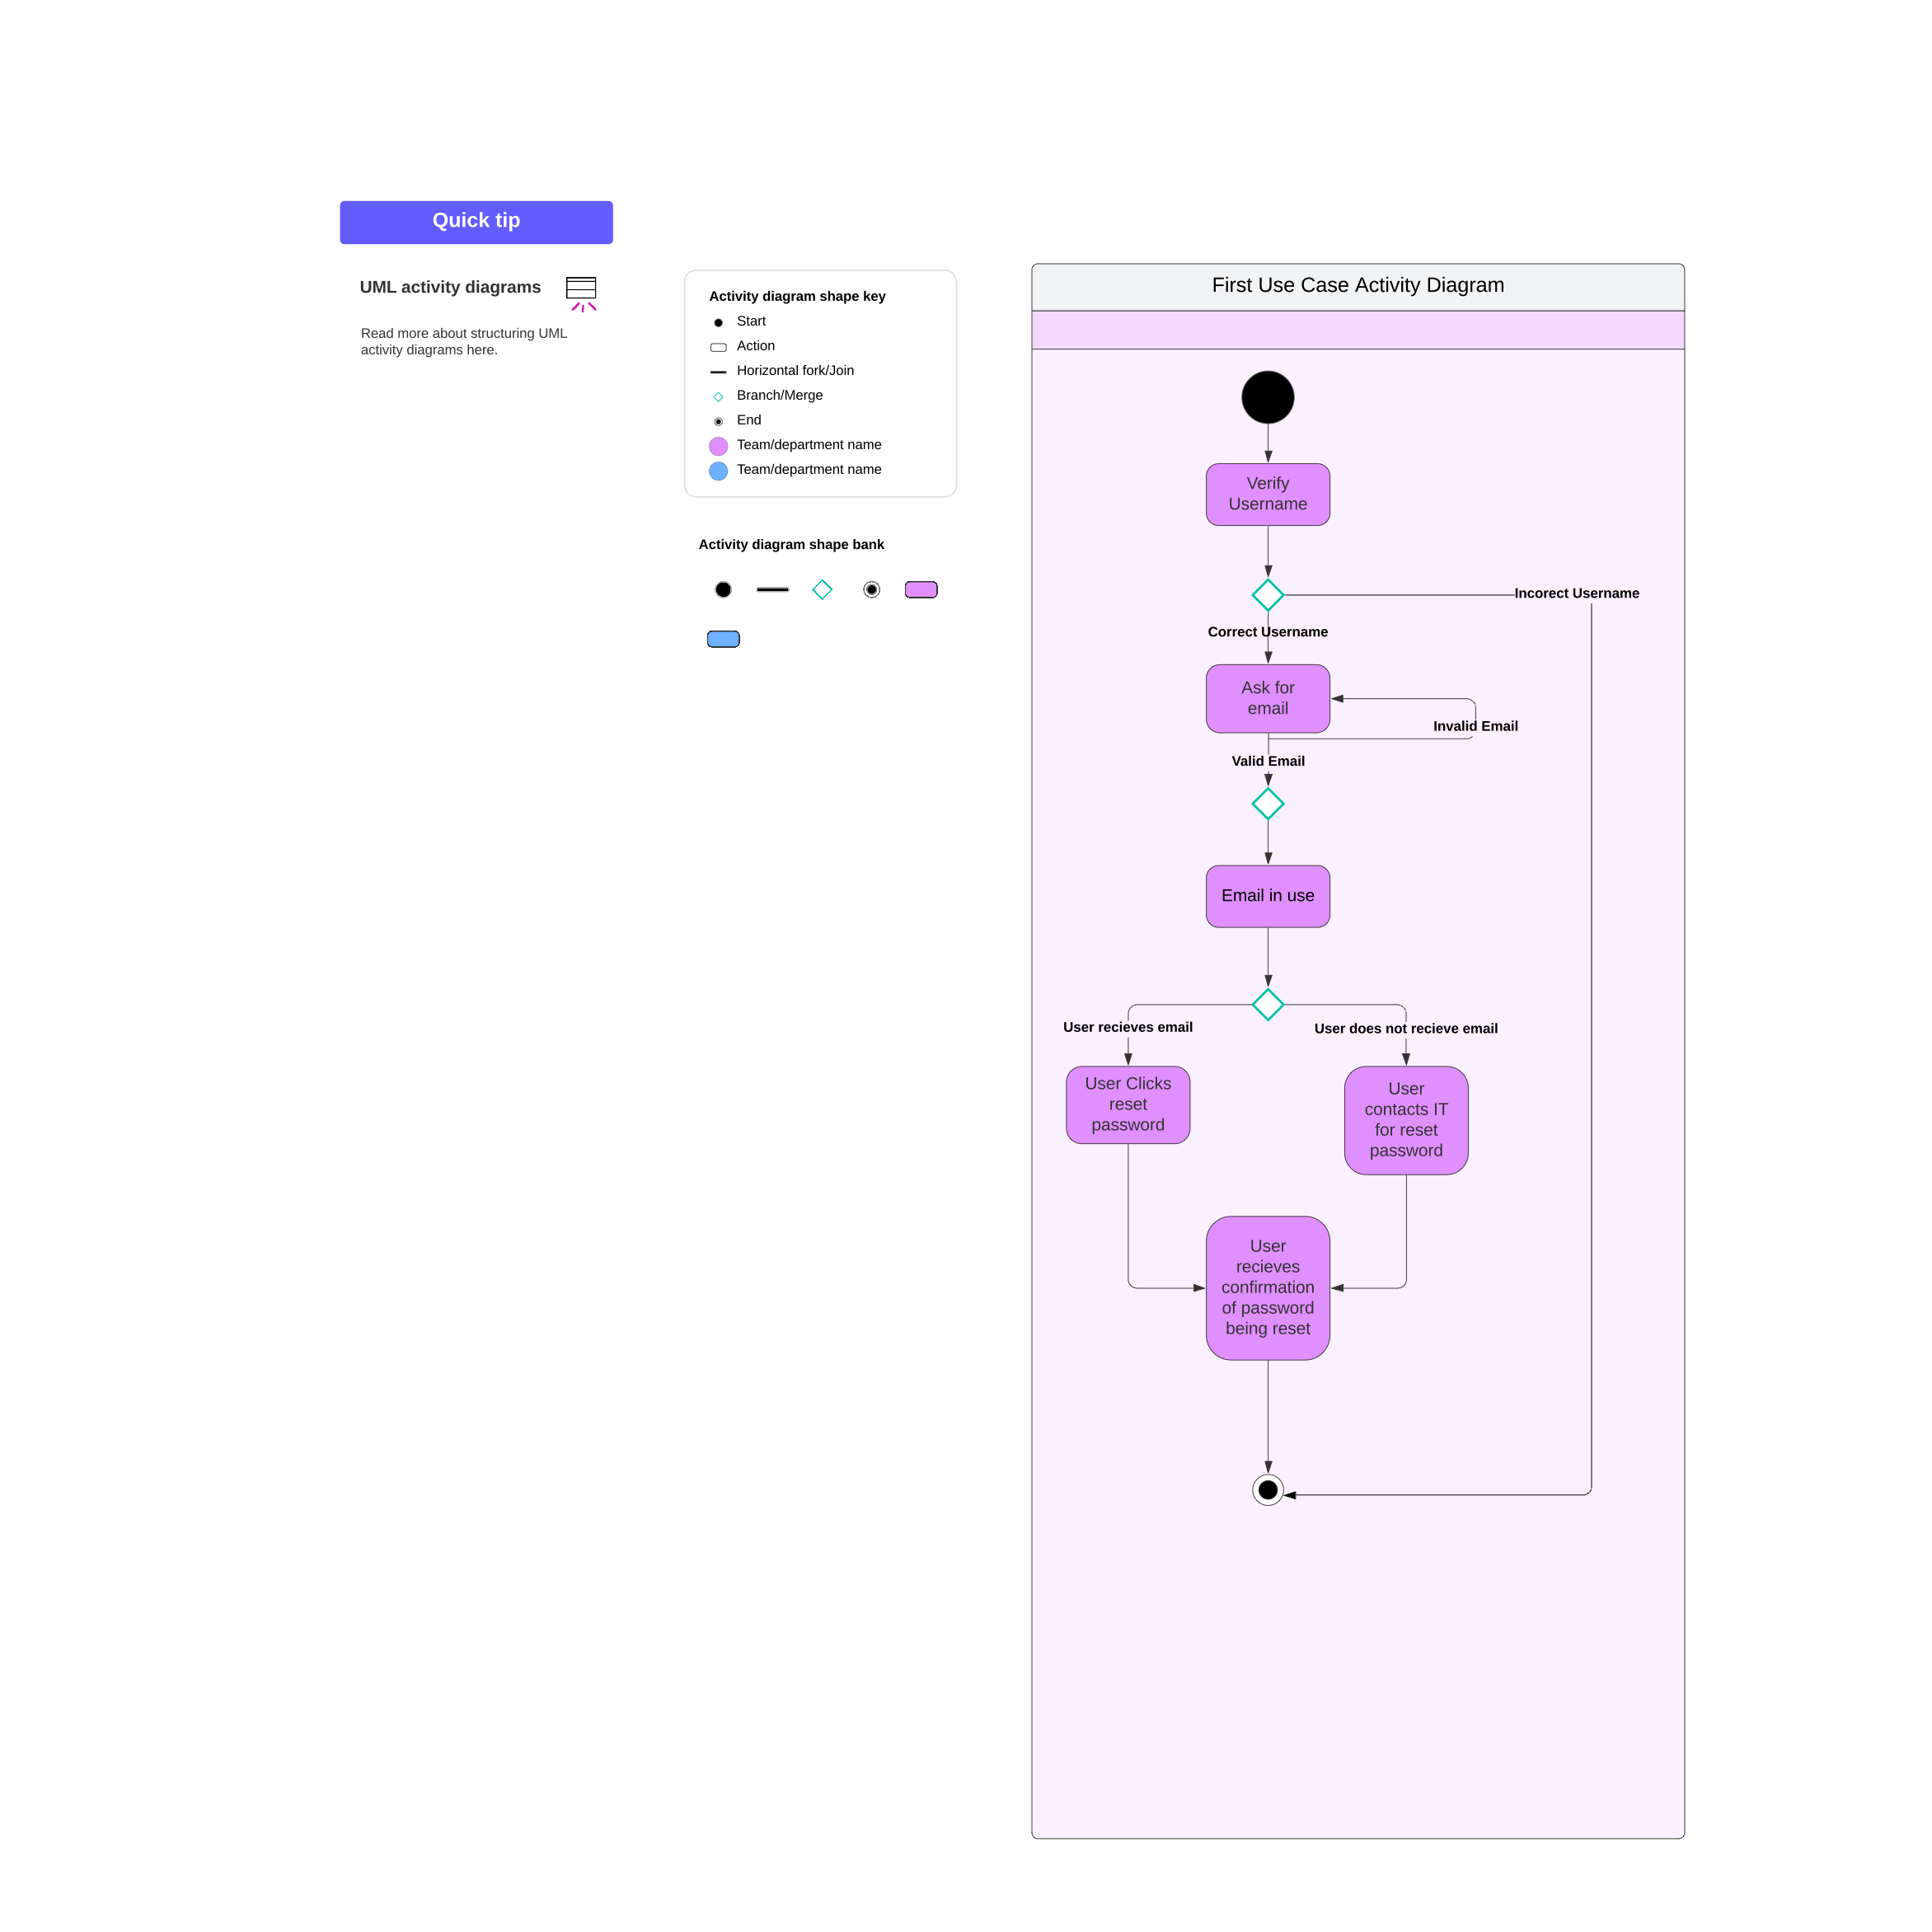 Quick tip
UML activity diagrams
Read more about structuring UML
activity diagrams here.
Activity diagram shape key
Start
Action
Horizontal fork/Join
Branch/Merge
End
Team/department name
Team/department name
Activity diagram shape bank
First Use Case Activity Diagram
Verify
Username
Incorect Username
Correct Username
Ask for
email
Invalid Email
Valid Email
Email in use
User recieves email
User does not recieve email
User Clicks
reset
password
User
contacts IT
for reset
password
User
recieves
confirmation
of password
being reset